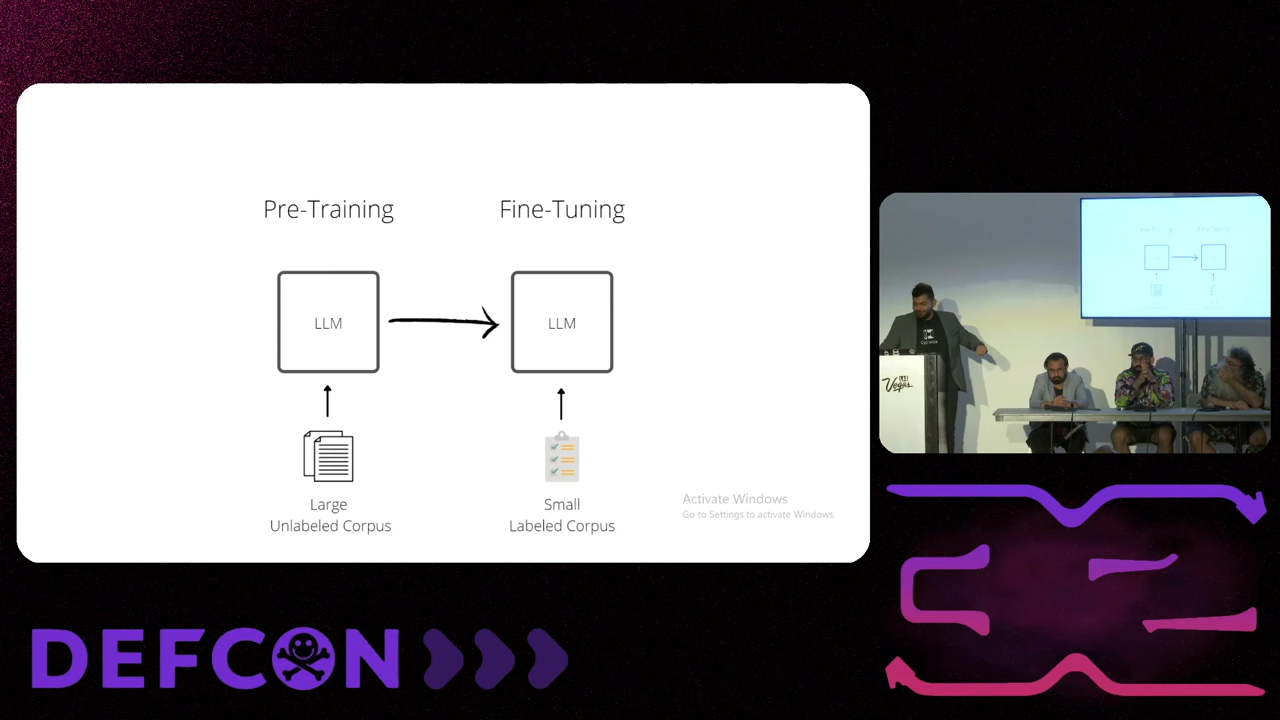 Pre-Training
Fine-Tuning
LLM
LLM
Large
Unlabeled Corpus
Small
Labeled Corpus
Activate Windows
Go to Settings to activate Windows.
Vegas
DEFCON